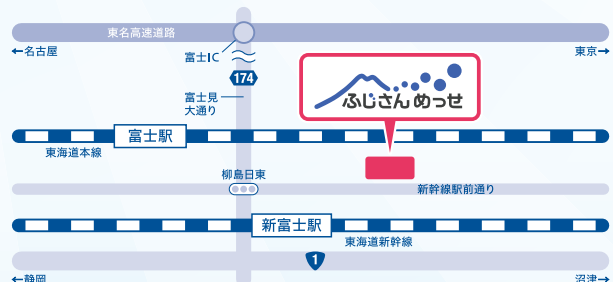 東名高速道路
←名古屋
東京→
富士IC
174
富士見
大通り
ふじさんめっせ
富士駅
東海道本線
柳島日東
新幹線駅前通り
新富士駅
東海道新幹線
1
←静岡
沼津→